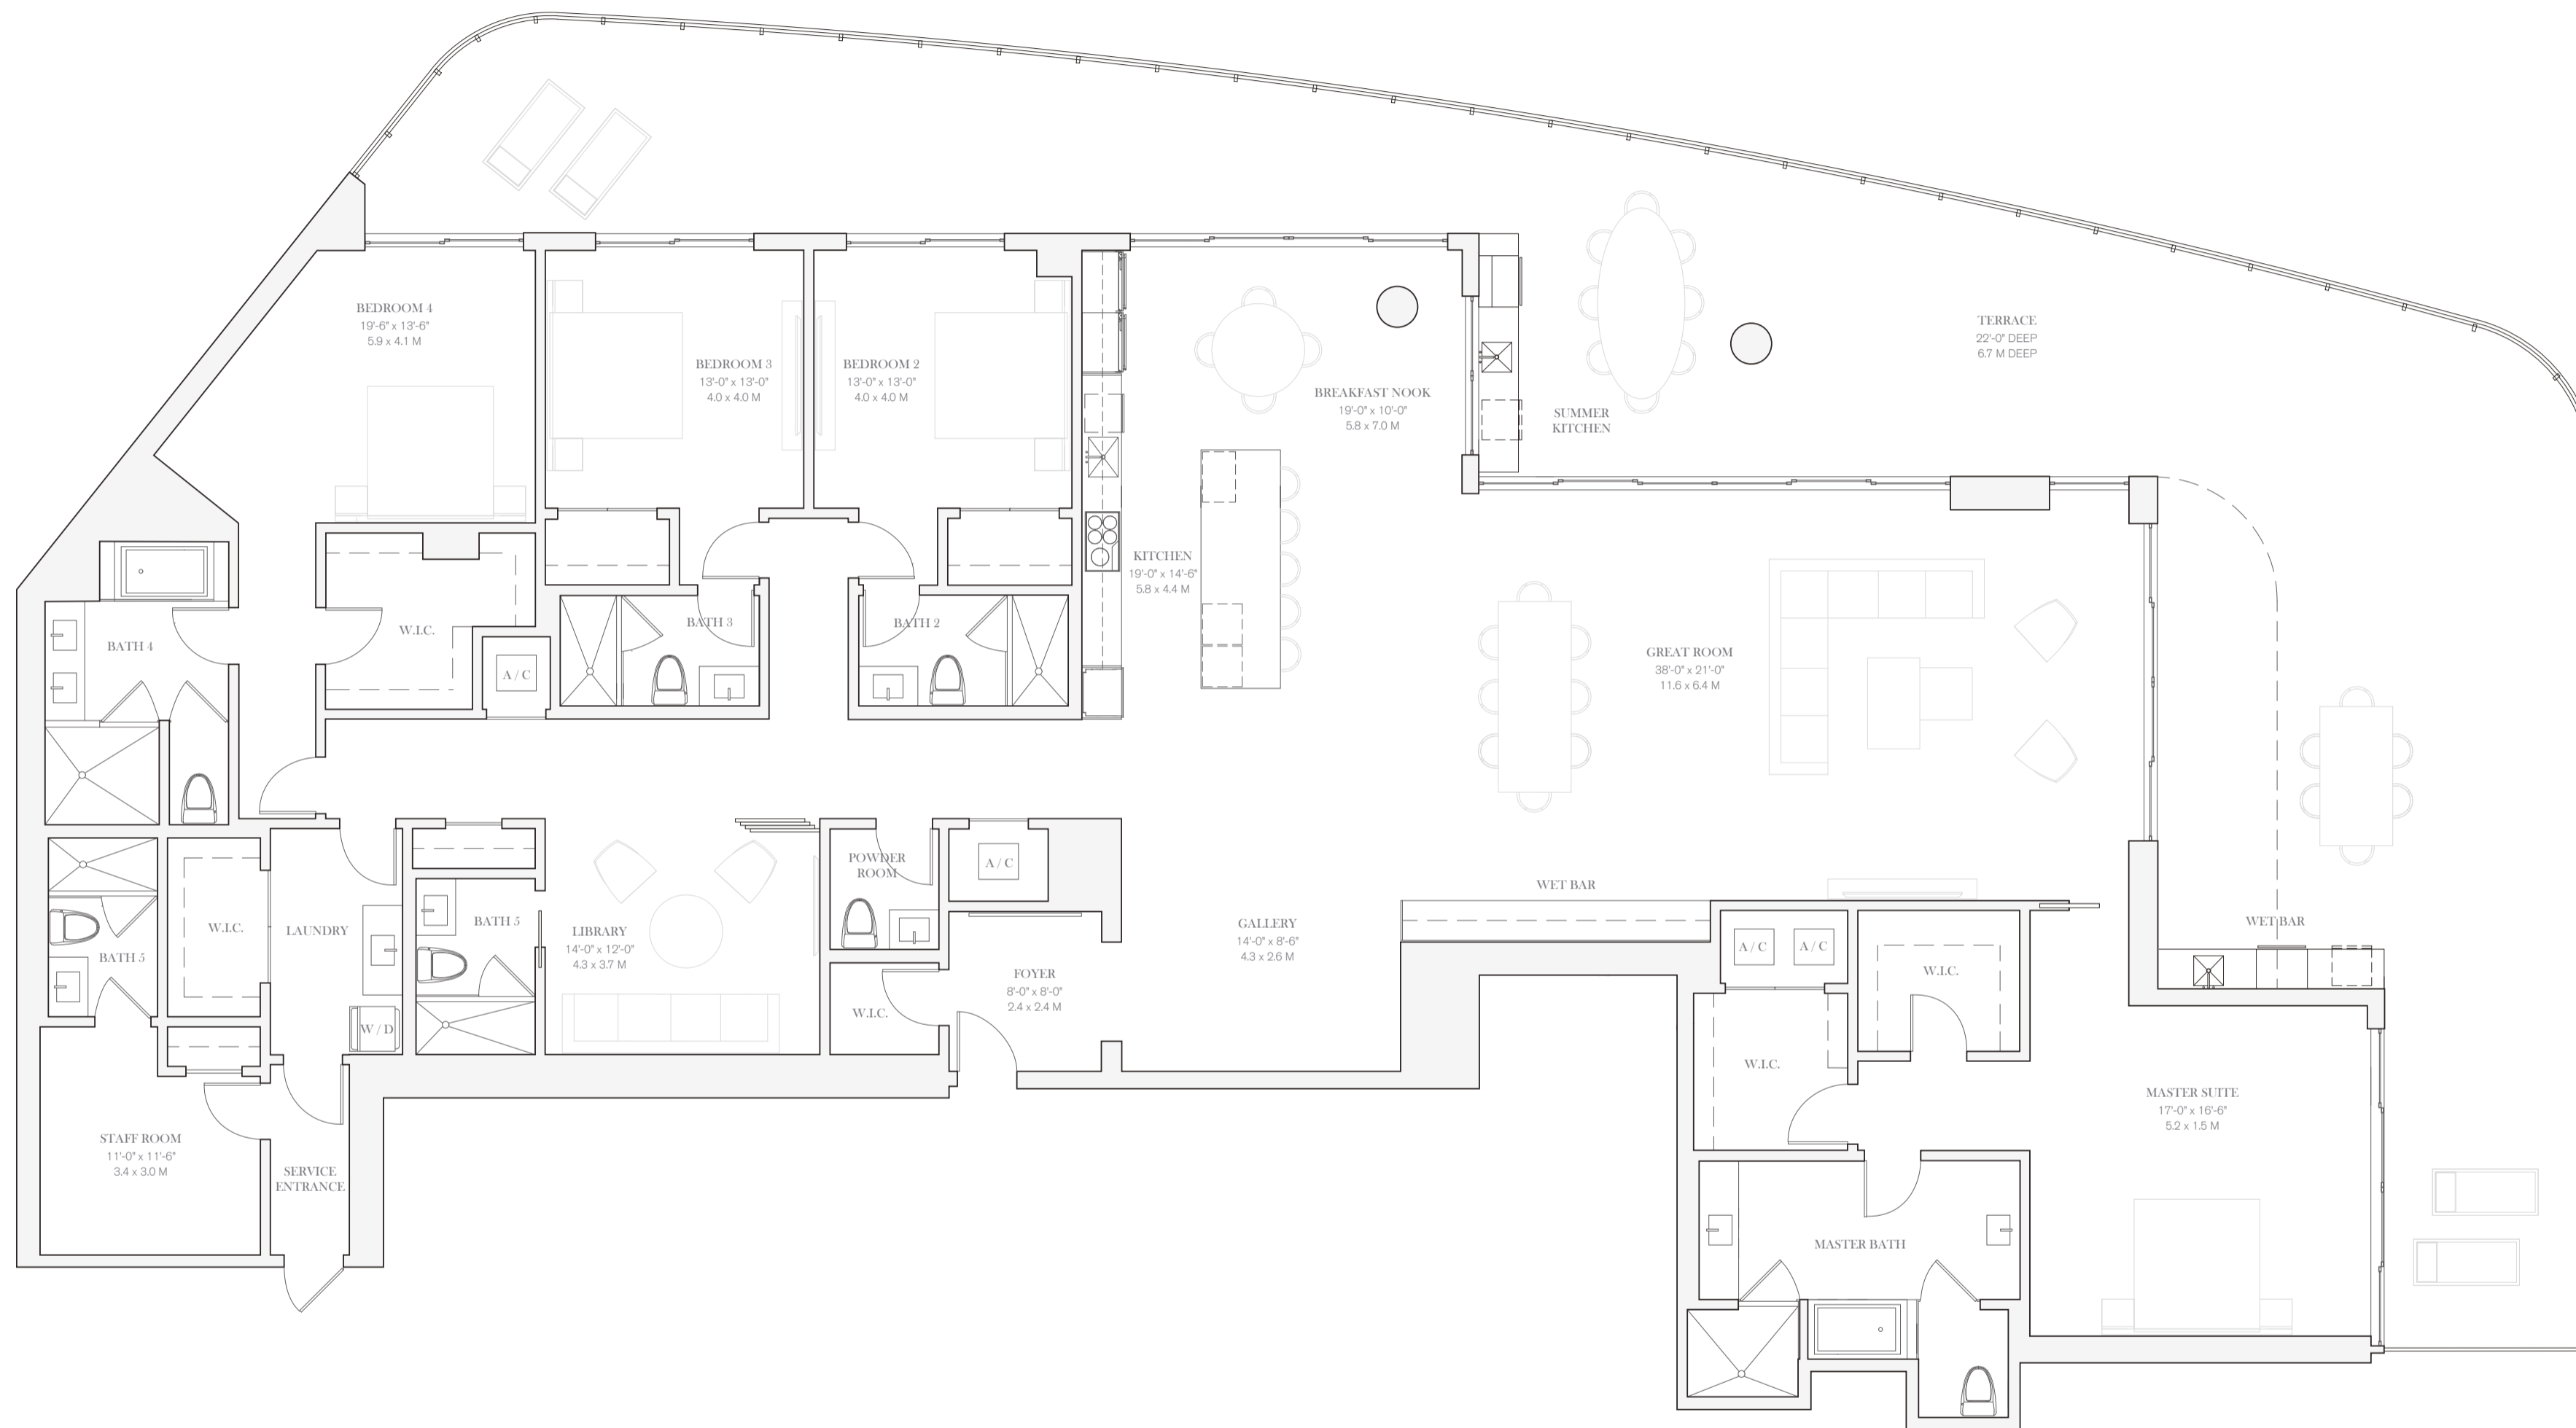 BEDROOM 4
19'-6" x 13'-6"
5.9 x 4.1 M
BEDROOM 3
13'-0" x 13'-0"
4.0 x 4.0 M
BEDROOM 2
13'-0" x 13'-0"
4.0 x 4.0 M
BREAKFAST NOOK
19'-0" x 10'-0"
5.8 x 7.0 M
SUMMER
KITCHEN
TERRACE
22'-0" DEEP
6.7 M DEEP
KITCHEN
19'-0" x 14'-6"
5.8 x 4.4 M
BATH 4
W.I.C.
A / C
BATH 3
BATH 2
GREAT ROOM
38'-0" x 21'-0"
11.6 x 6.4 M
W.I.C.
LAUNDRY
BATH 5
W / D
BATH 5
LIBRARY
14'-0" x 12'-0"
4.3 x 3.7 M
POWDER
ROOM
A / C
W.I.C.
FOYER
8'-0" x 8'-0"
2.4 x 2.4 M
GALLERY
14'-0" x 8'-6"
4.3 x 2.6 M
WET BAR
A / C
A / C
W.I.C.
W.I.C.
WET BAR
MASTER SUITE
17'-0" x 16'-6"
5.2 x 1.5 M
MASTER BATH
STAFF ROOM
11'-0" x 11'-6"
3.4 x 3.0 M
SERVICE
ENTRANCE